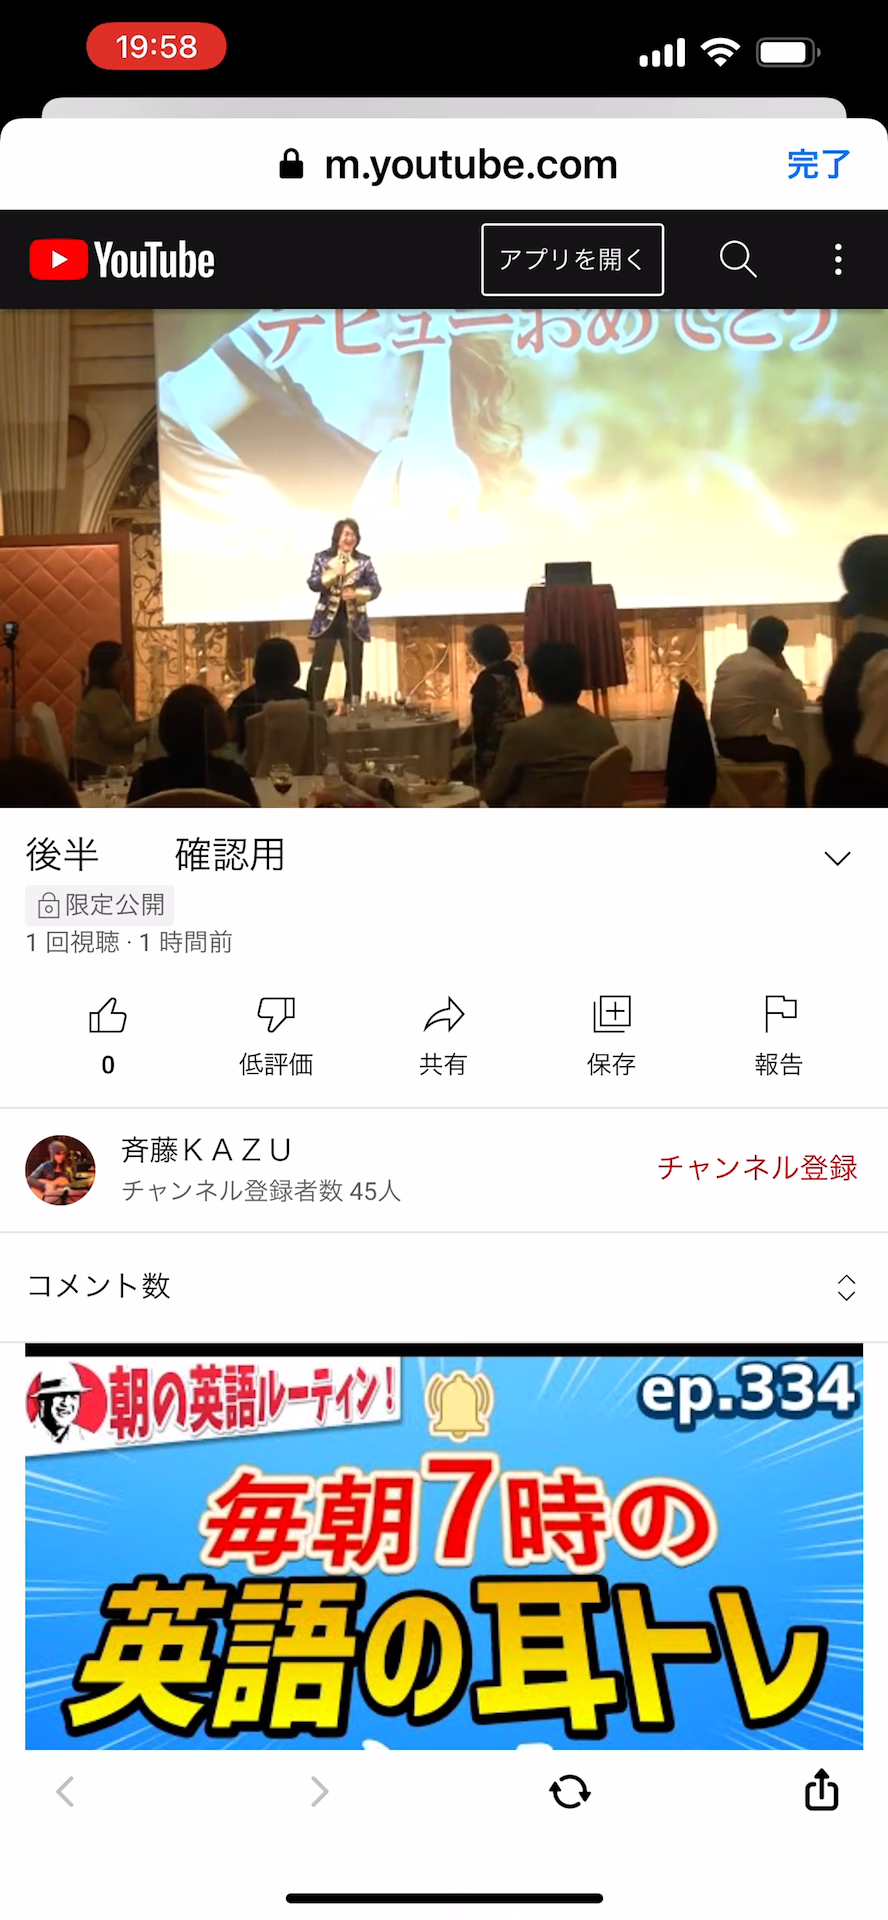 19:58
m.youtube.com
完了
YouTube
アプリを開く
デビューおめでとう
後半　　確認用
限定公開
1 回視聴 · 1 時間前
0
低評価
共有
保存
報告
斉藤ＫＡＺＵ
チャンネル登録者数 45人
チャンネル登録
コメント数
朝の英語ルーティン!
ep.334
毎朝7時の
英語の耳トレ